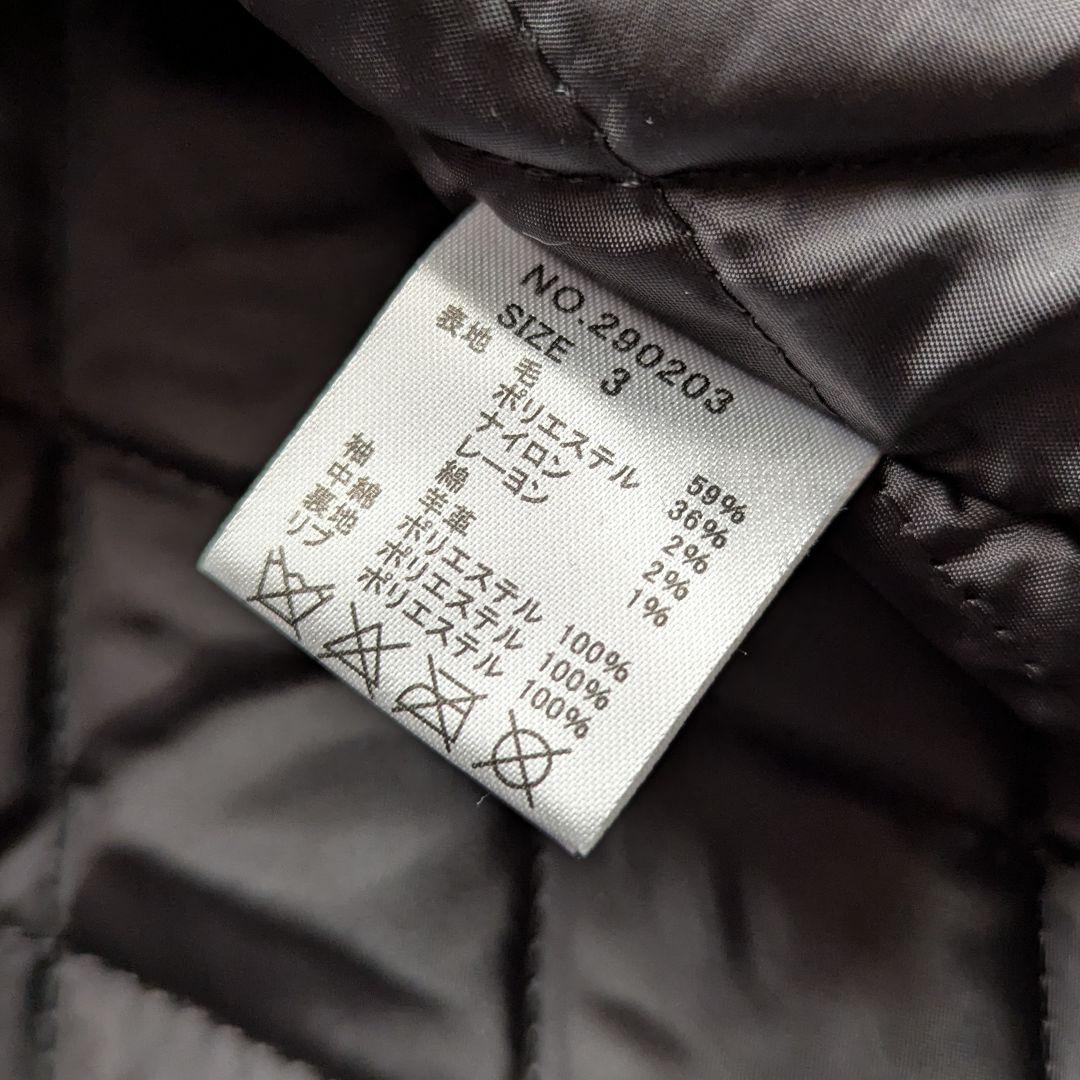 NO.290203
SIZE 3
表地 毛 59%
ポリエステル 36%
ナイロン 2%
レーヨン 2%
綿 1%
袖 羊革
中綿 ポリエステル 100%
裏地 ポリエステル 100%
リブ ポリエステル 100%